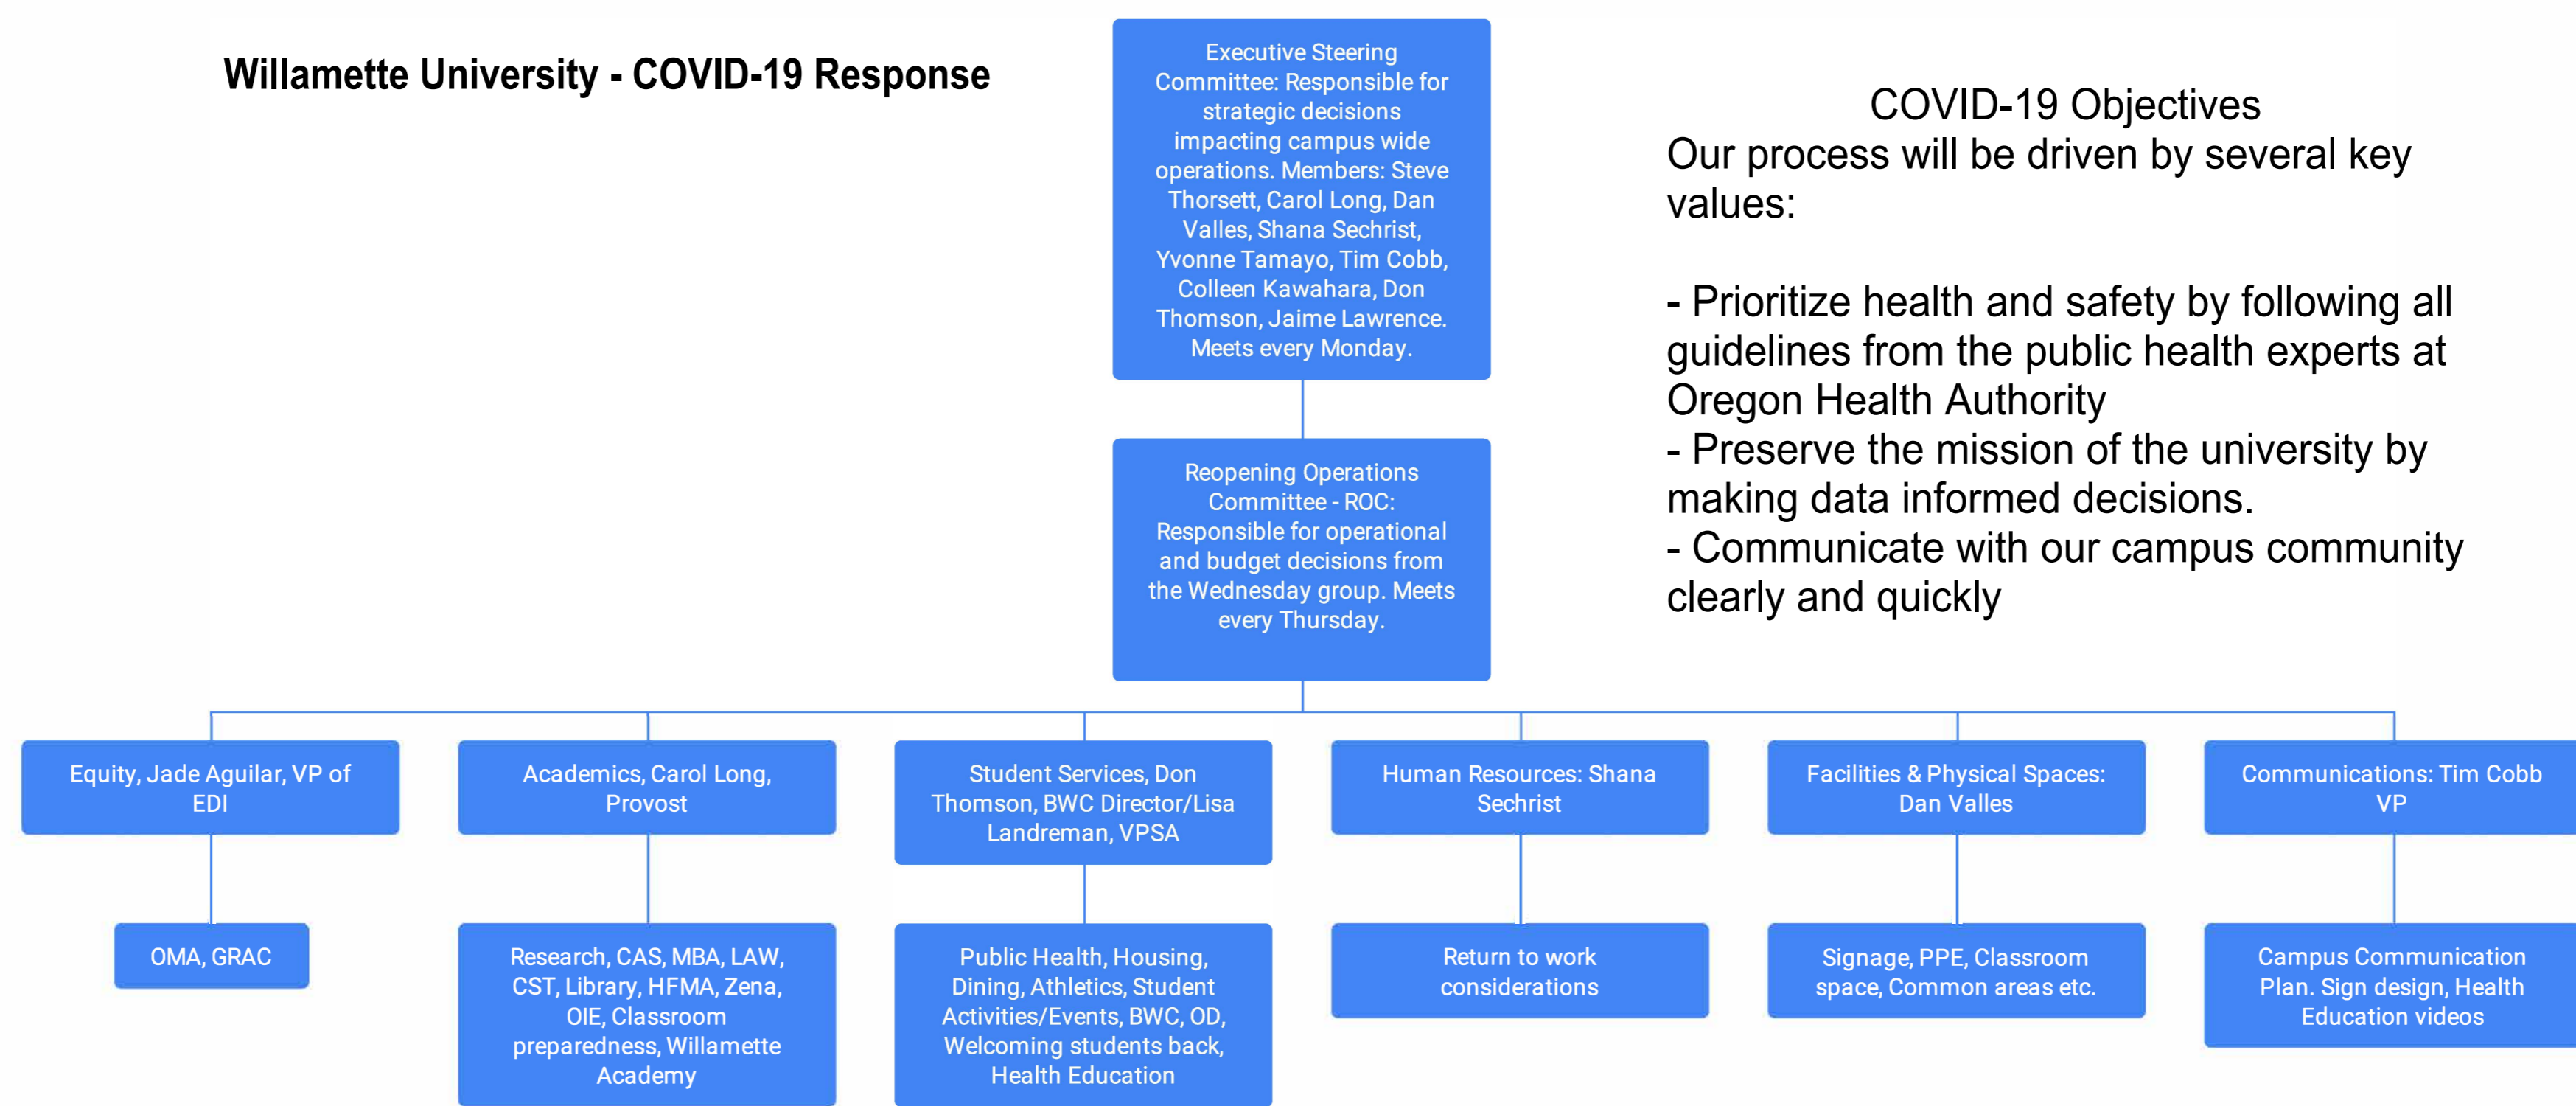 Willamette University - COVID-19 Response
Executive Steering
Committee: Responsible for
strategic decisions
impacting campus wide
operations. Members: Steve
Thorsett, Carol Long, Dan
Valles, Shana Sechrist,
Yvonne Tamayo, Tim Cobb,
Colleen Kawahara, Don
Thomson, Jaime Lawrence.
Meets every Monday.
COVID-19 Objectives
Our process will be driven by several key
values:
- Prioritize health and safety by following all
guidelines from the public health experts at
Oregon Health Authority
- Preserve the mission of the university by
making data informed decisions.
- Communicate with our campus community
clearly and quickly
Reopening Operations
Committee - ROC:
Responsible for operational
and budget decisions from
the Wednesday group. Meets
every Thursday.
Equity, Jade Aguilar, VP of
EDI
Academics, Carol Long,
Provost
Student Services, Don
Thomson, BWC Director/Lisa
Landreman, VPSA
Human Resources: Shana
Sechrist
Facilities & Physical Spaces:
Dan Valles
Communications: Tim Cobb
VP
OMA, GRAC
Research, CAS, MBA, LAW,
CST, Library, HFMA, Zena,
OIE, Classroom
preparedness, Willamette
Academy
Public Health, Housing,
Dining, Athletics, Student
Activities/Events, BWC, OD,
Welcoming students back,
Health Education
Return to work
considerations
Signage, PPE, Classroom
space, Common areas etc.
Campus Communication
Plan. Sign design, Health
Education videos